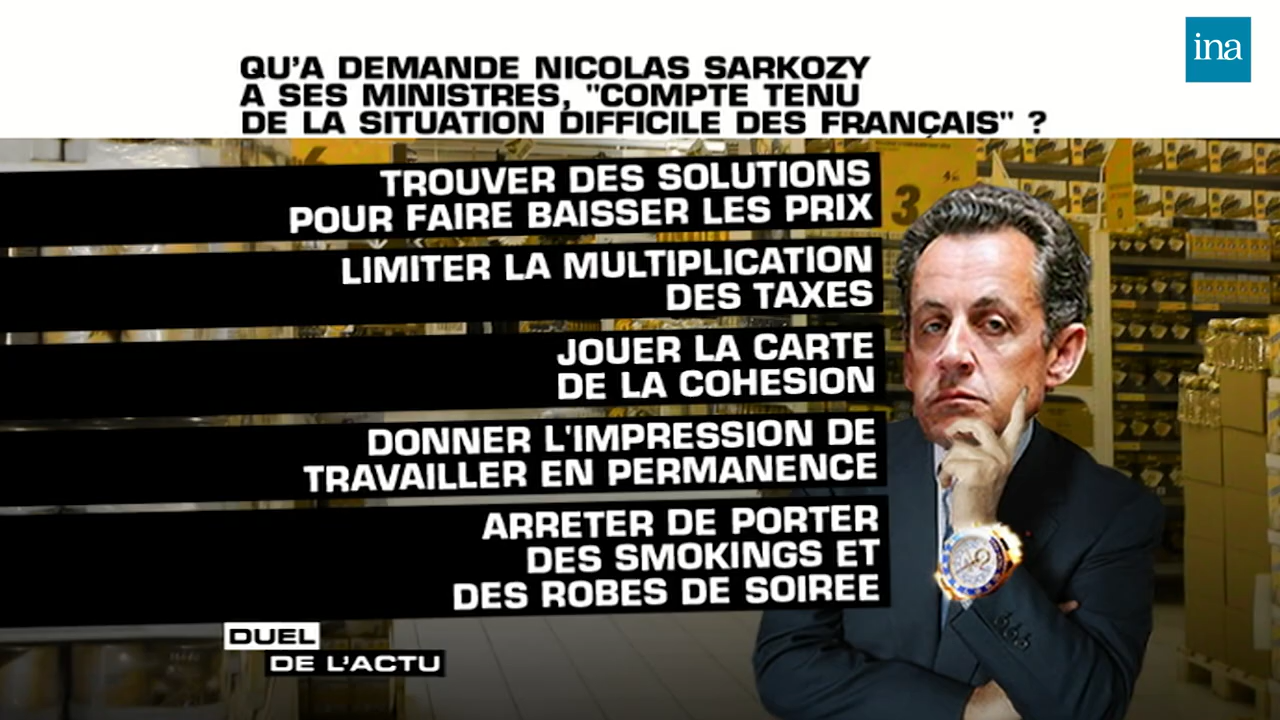 ina
QU'A DEMANDE NICOLAS SARKOZY
A SES MINISTRES, "COMPTE TENU
DE LA SITUATION DIFFICILE DES FRANÇAIS" ?
TROUVER DES SOLUTIONS
POUR FAIRE BAISSER LES PRIX
3
LIMITER LA MULTIPLICATION
DES TAXES
JOUER LA CARTE
DE LA COHESION
DONNER L'IMPRESSION DE
TRAVAILLER EN PERMANENCE
ARRETER DE PORTER
DES SMOKINGS ET
DES ROBES DE SOIREE
DUEL
DE L'ACTU